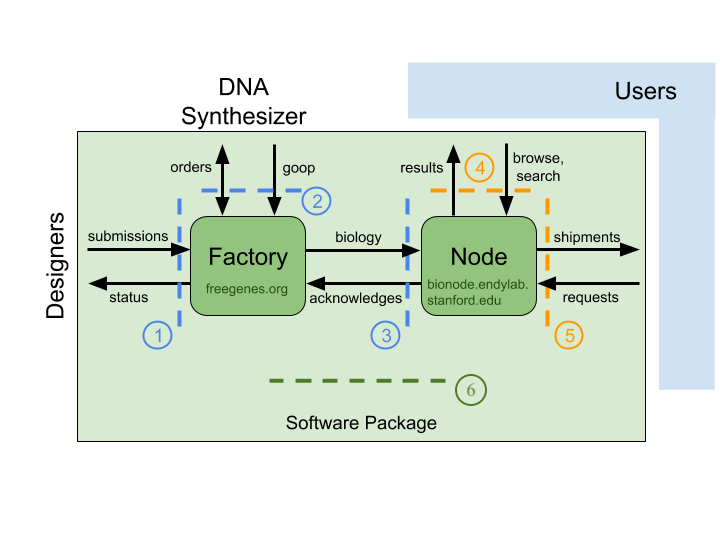 DNA
Synthesizer
Users
orders
goop
results
4
browse,
search
2
Designers
submissions
Factory
freegenes.org
biology
Node
bionode.endylab.
stanford.edu
shipments
status
acknowledges
requests
1
3
5
6
Software Package